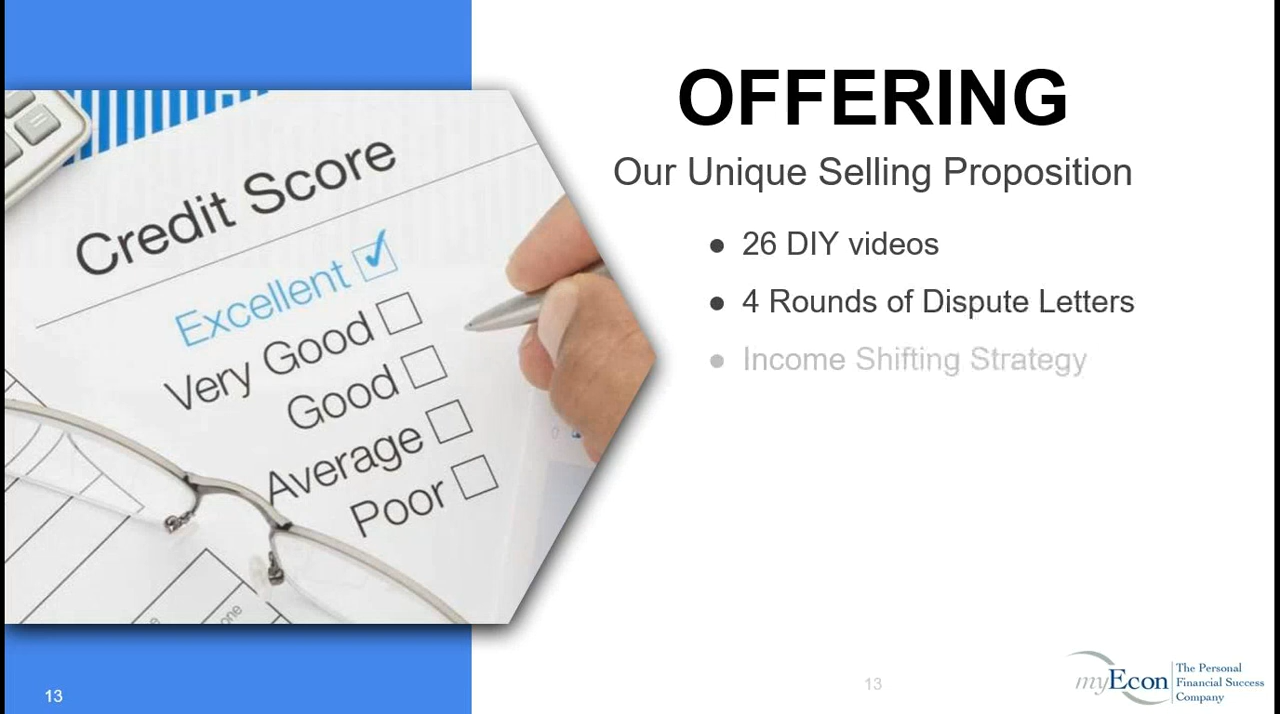 OFFERING
Our Unique Selling Proposition
● 26 DIY videos
● 4 Rounds of Dispute Letters
● Income Shifting Strategy
Credit Score
Excellent
Very Good
Good
Average
Poor
13
13
myEcon
The Personal
Financial Success
Company